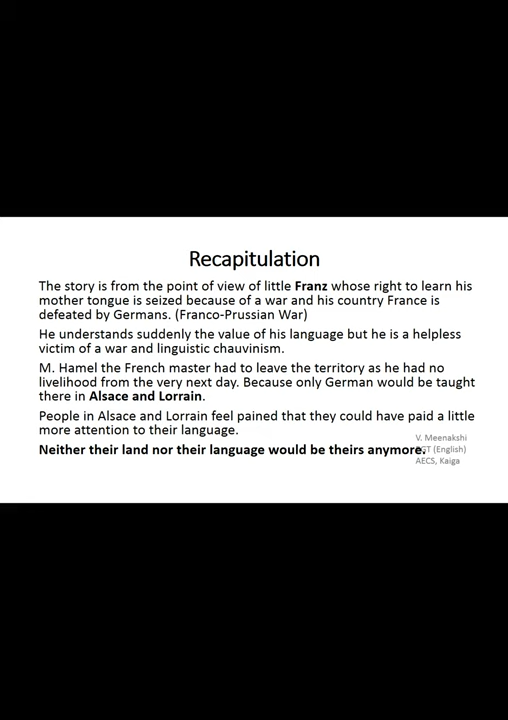 Recapitulation
The story is from the point of view of little Franz whose right to learn his
mother tongue is seized because of a war and his country France is
defeated by Germans. (Franco-Prussian War)
He understands suddenly the value of his language but he is a helpless
victim of a war and linguistic chauvinism.
M. Hamel the French master had to leave the territory as he had no
livelihood from the very next day. Because only German would be taught
there in Alsace and Lorrain.
People in Alsace and Lorrain feel pained that they could have paid a little
more attention to their language.
Neither their land nor their language would be theirs anymore.
V. Meenakshi
(English)
AECS, Kaiga